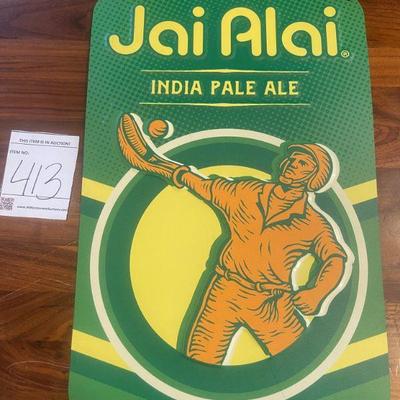 Jai Alai®
INDIA PALE ALE
THIS ITEM IS IN AUCTION!
ITEM NO:
413